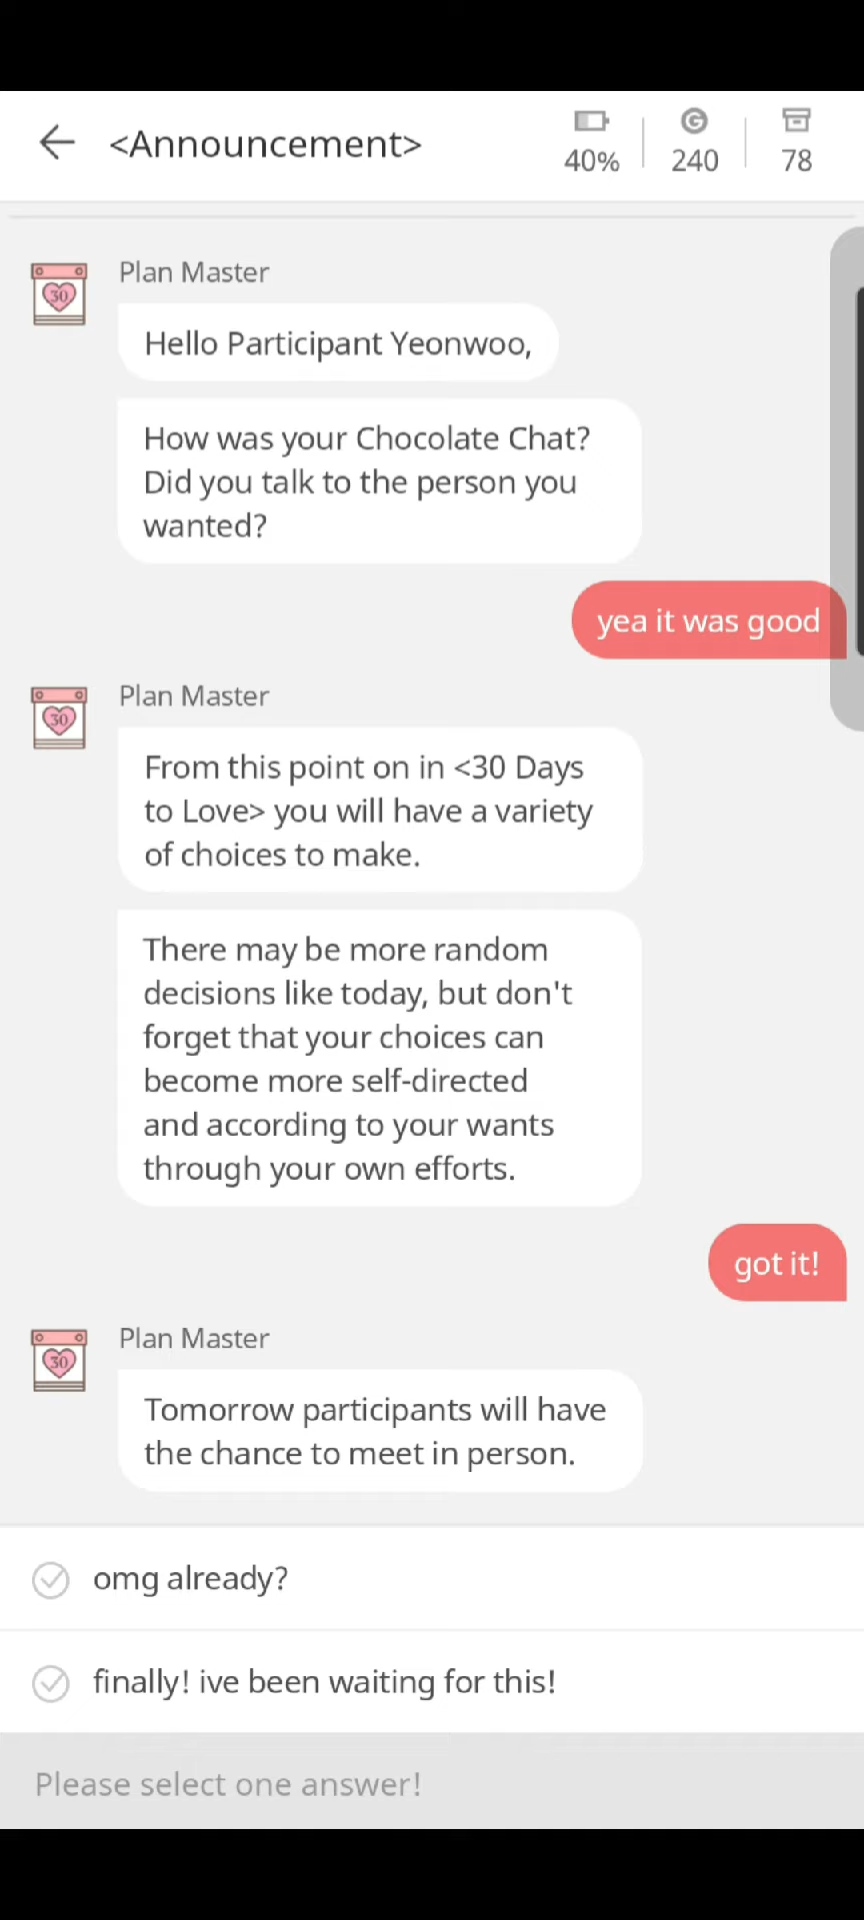 <Announcement>
40%
240
78
Plan Master
30
Hello Participant Yeonwoo,
How was your Chocolate Chat?
Did you talk to the person you
wanted?
yea it was good
Plan Master
30
From this point on in <30 Days
to Love> you will have a variety
of choices to make.
There may be more random
decisions like today, but don't
forget that your choices can
become more self-directed
and according to your wants
through your own efforts.
got it!
Plan Master
30
Tomorrow participants will have
the chance to meet in person.
omg already?
finally! ive been waiting for this!
Please select one answer!